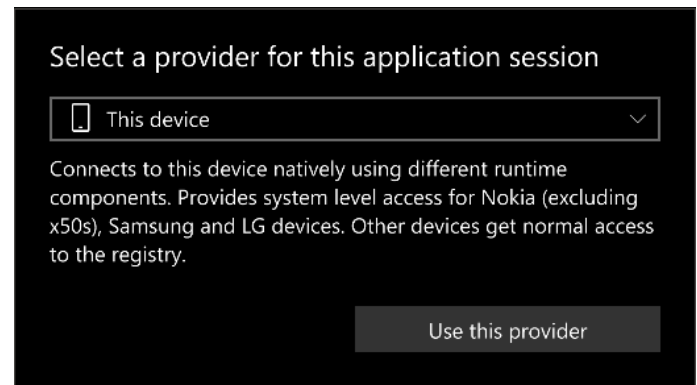 Select a provider for this application session
This device
Connects to this device natively using different runtime
components. Provides system level access for Nokia (excluding
x50s), Samsung and LG devices. Other devices get normal access
to the registry.
Use this provider